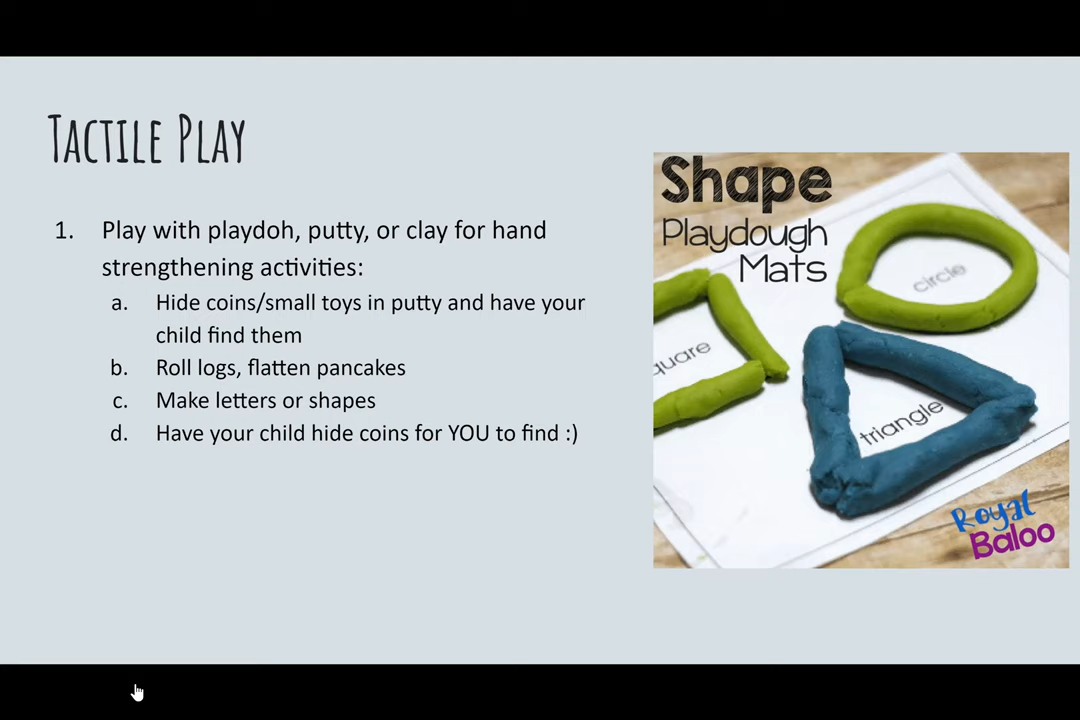 Tactile Play
1. Play with playdoh, putty, or clay for hand
strengthening activities:
a. Hide coins/small toys in putty and have your
child find them
b. Roll logs, flatten pancakes
c. Make letters or shapes
d. Have your child hide coins for YOU to find :)
Shape
Playdough
Mats
circle
quare
triangle
Royal
Baloo